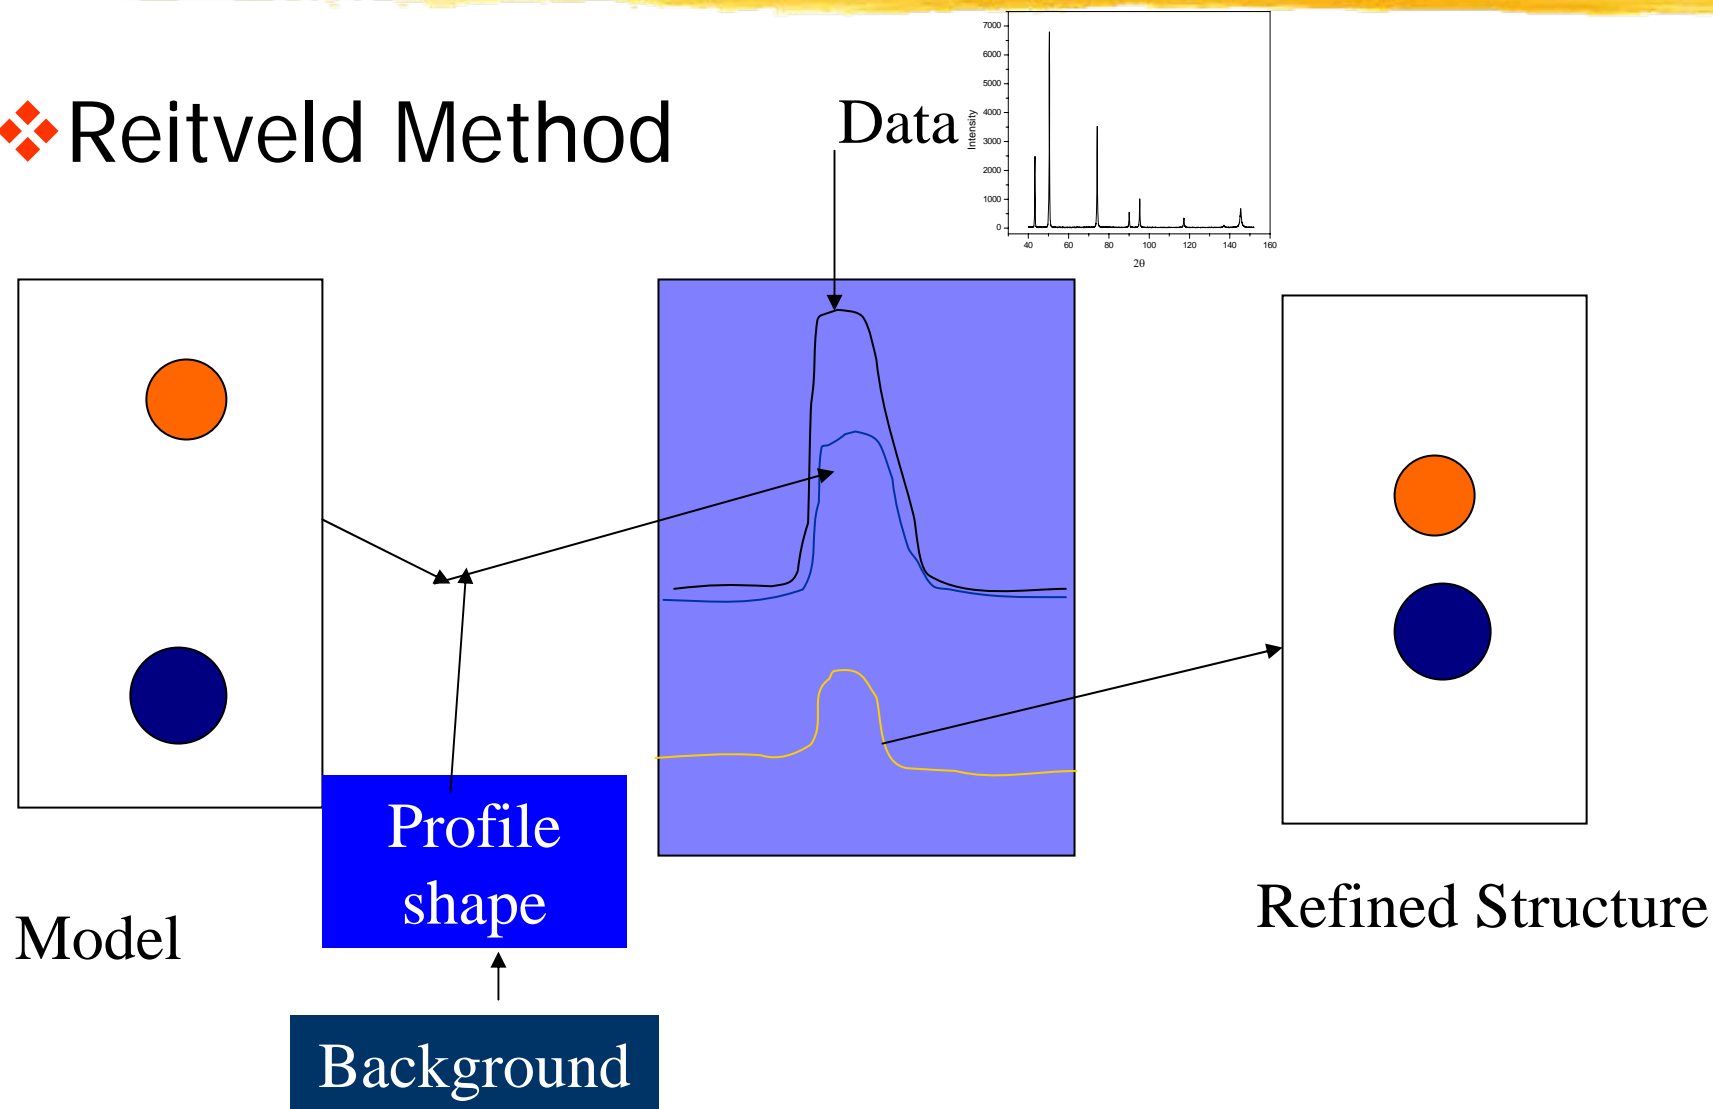 Reitveld Method
Data
7000
6000
5000
4000
3000
2000
1000
0
Intensity
40 60 80 100 120 140 160
2θ
Profile
shape
Model
Refined Structure
Background